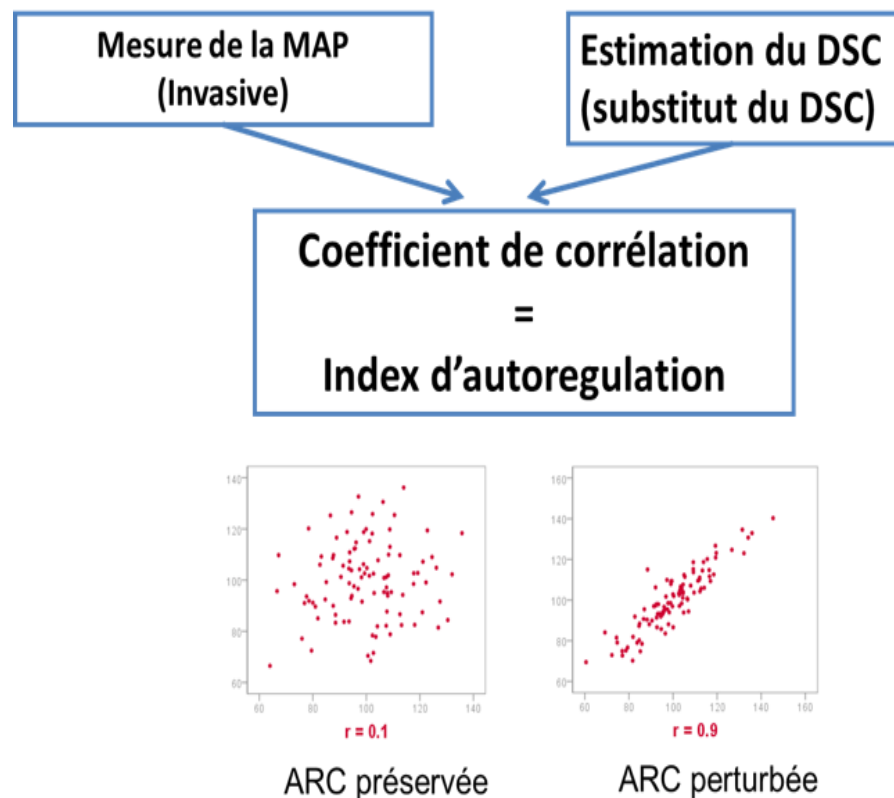 Mesure de la MAP
(Invasive)
Estimation du DSC
(substitut du DSC)
Coefficient de corrélation
=
Index d’autoregulation
140
120
100
80
60
60 80 100 120 140
r = 0.1
ARC préservée
160
140
120
100
80
60
60 80 100 120 140 160
r = 0.9
ARC perturbée